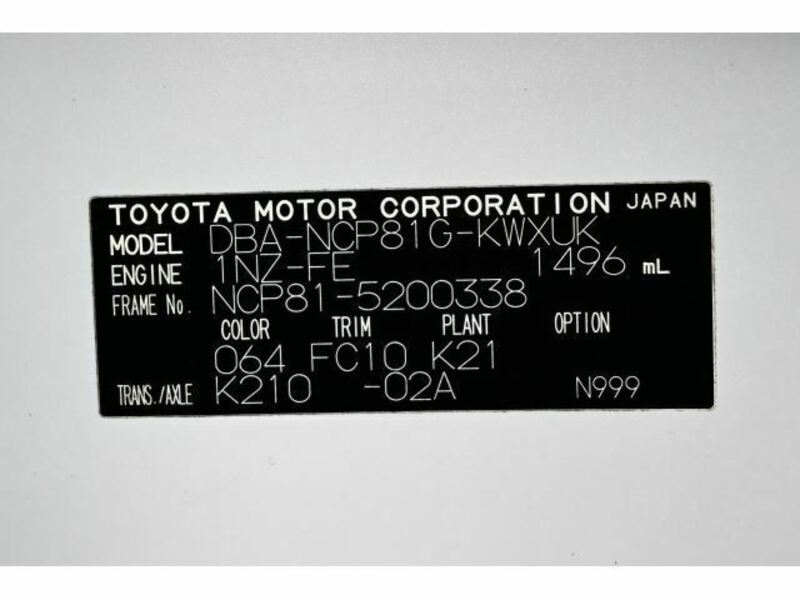 TOYOTA MOTOR CORPORATION JAPAN
MODEL DBA-NCP81G-KWXUK
ENGINE 1NZ-FE 1496 mL
FRAME No. NCP81-5200338
COLOR TRIM PLANT OPTION
064 FC10 K21
TRANS./AXLE K210 -02A N999